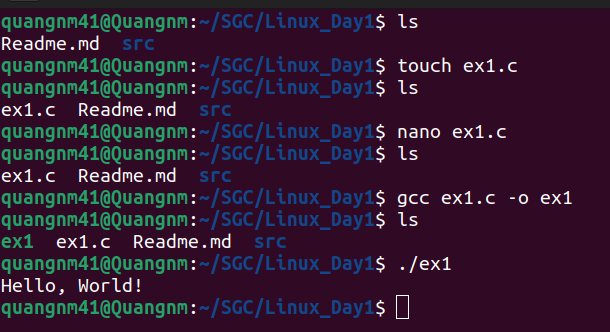 quangnm41@Quangnm:~/SGC/Linux_Day1$ ls
Readme.md  src
quangnm41@Quangnm:~/SGC/Linux_Day1$ touch ex1.c
quangnm41@Quangnm:~/SGC/Linux_Day1$ ls
ex1.c  Readme.md  src
quangnm41@Quangnm:~/SGC/Linux_Day1$ nano ex1.c
quangnm41@Quangnm:~/SGC/Linux_Day1$ ls
ex1.c  Readme.md  src
quangnm41@Quangnm:~/SGC/Linux_Day1$ gcc ex1.c -o ex1
quangnm41@Quangnm:~/SGC/Linux_Day1$ ls
ex1  ex1.c  Readme.md  src
quangnm41@Quangnm:~/SGC/Linux_Day1$ ./ex1
Hello, World!
quangnm41@Quangnm:~/SGC/Linux_Day1$